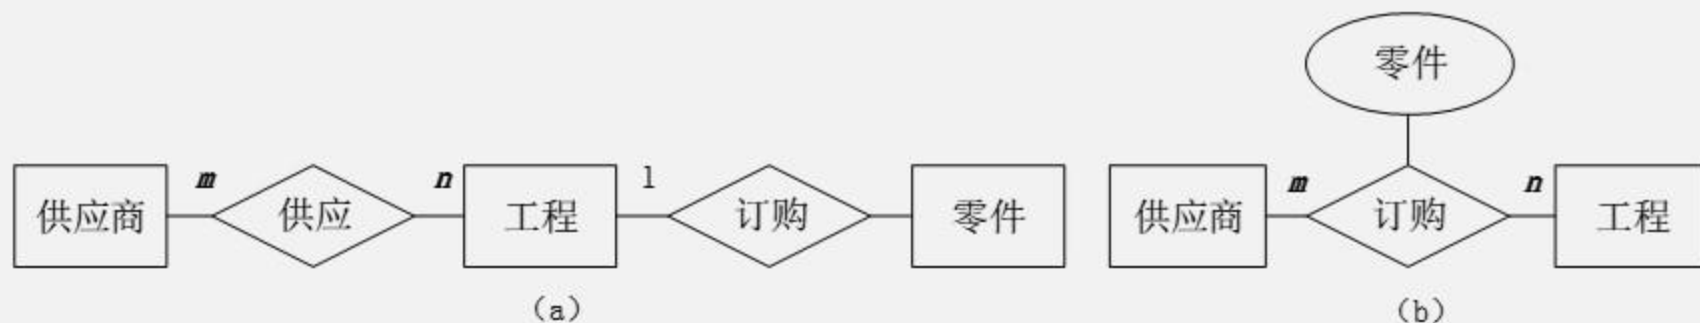 零件
m n 1 m n
供应商 供应 工程 订购 零件 供应商 订购 工程
(a) (b)